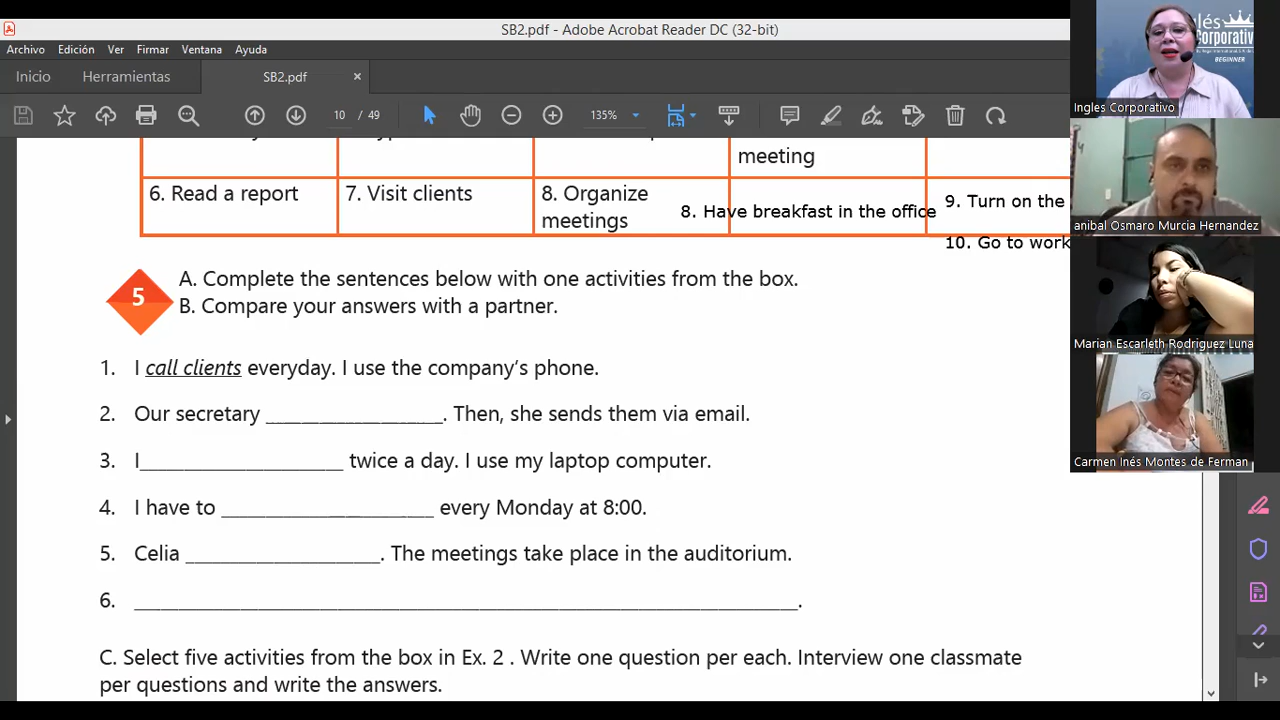 SB2.pdf - Adobe Acrobat Reader DC (32-bit)
Archivo Edición Ver Firmar Ventana Ayuda
Inicio Herramientas SB2.pdf ×
10 / 49 135%
meeting
6. Read a report
7. Visit clients
8. Organize
meetings
8. Have breakfast in the office
9. Turn on the
10. Go to work
5
A. Complete the sentences below with one activities from the box.
B. Compare your answers with a partner.
1. I call clients everyday. I use the company's phone.
2. Our secretary ____________________. Then, she sends them via email.
3. I_______________________ twice a day. I use my laptop computer.
4. I have to ________________________ every Monday at 8:00.
5. Celia ______________________. The meetings take place in the auditorium.
6. ___________________________________________________________________________.
C. Select five activities from the box in Ex. 2 . Write one question per each. Interview one classmate
per questions and write the answers.
BEGINNER
Ingles Corporativo
anibal Osmaro Murcia Hernandez
Marian Escarleth Rodriguez Luna
Carmen Inés Montes de Ferman